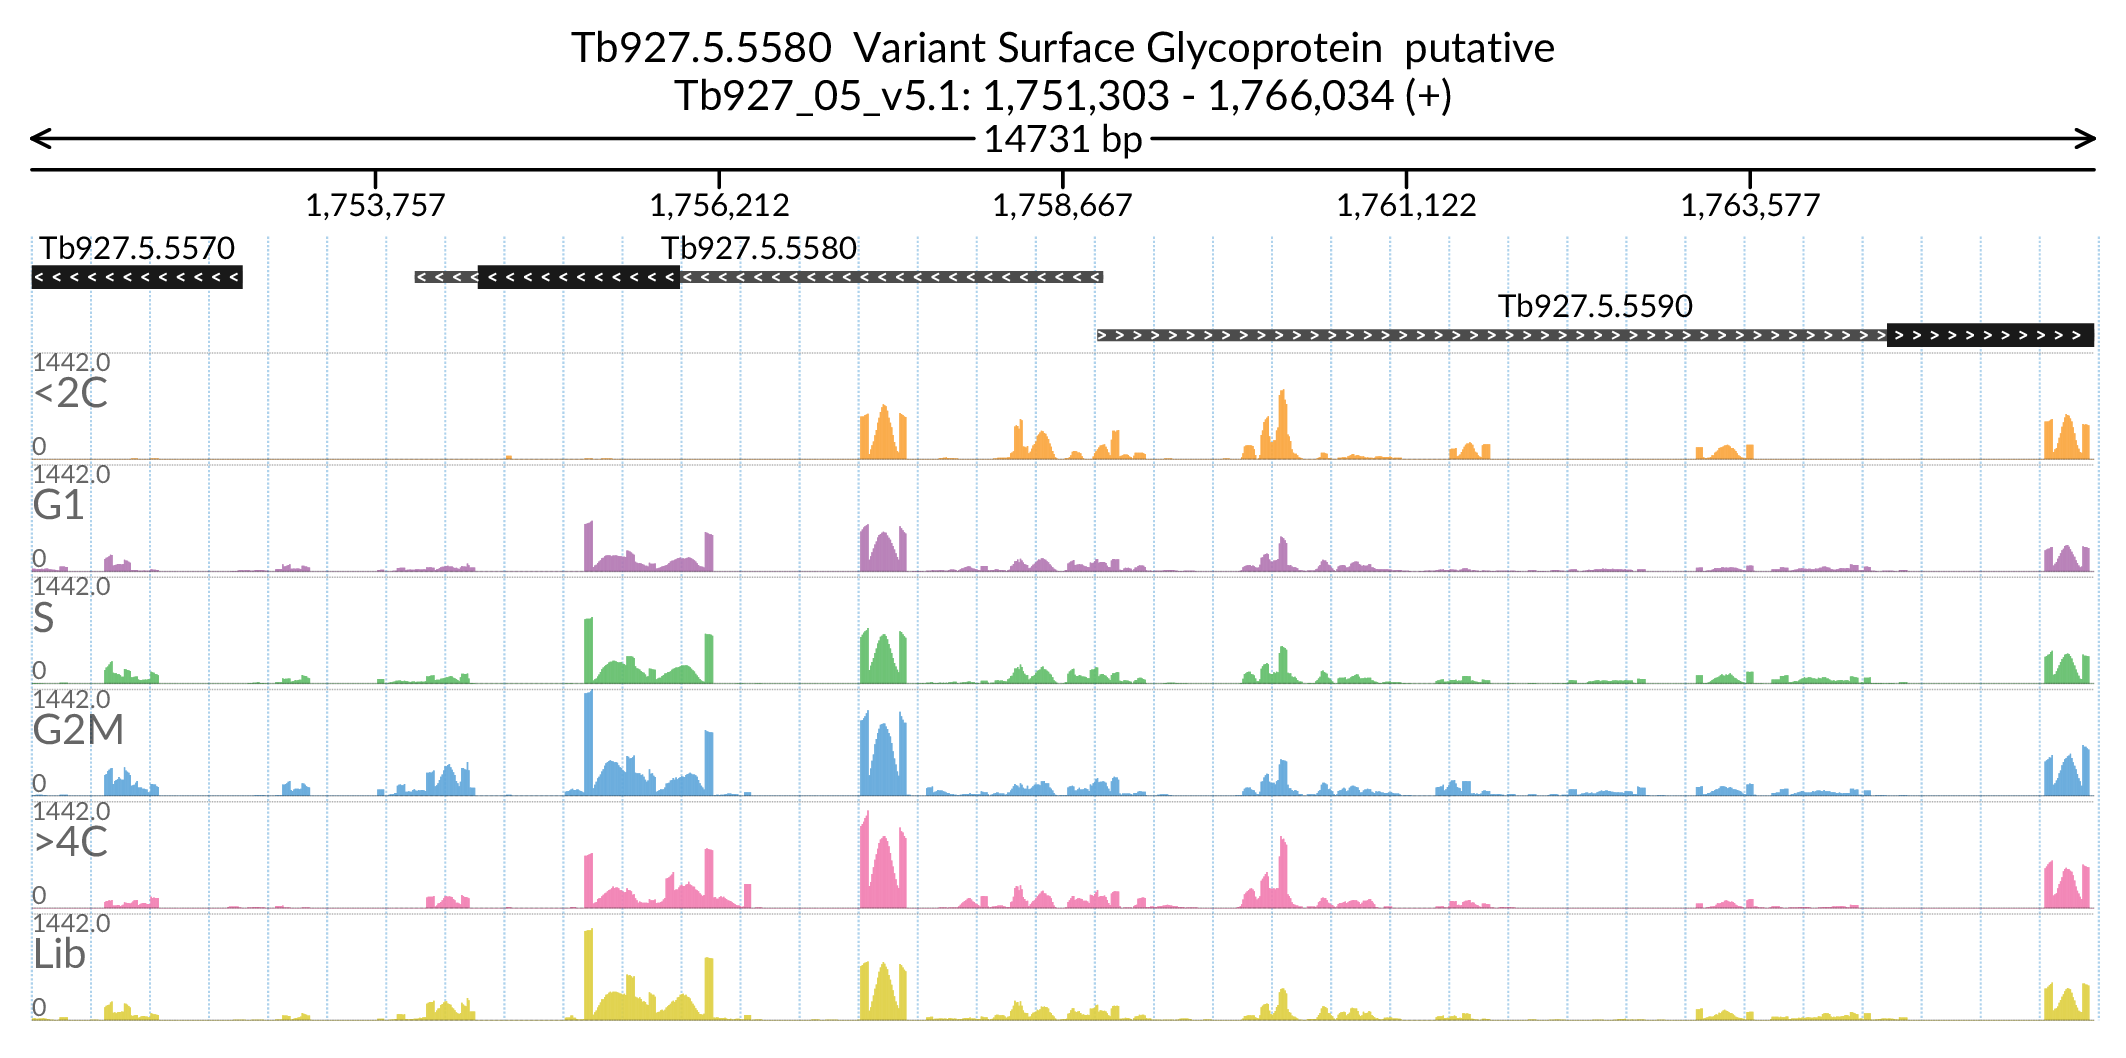 Tb927.5.5580  Variant Surface Glycoprotein  putative
Tb927_05_v5.1: 1,751,303 - 1,766,034 (+)
14731 bp
1,753,757 1,756,212 1,758,667 1,761,122 1,763,577
Tb927.5.5570 Tb927.5.5580
Tb927.5.5590
1442.0
<2C
0
1442.0
G1
0
1442.0
S
0
1442.0
G2M
0
1442.0
>4C
0
1442.0
Lib
0